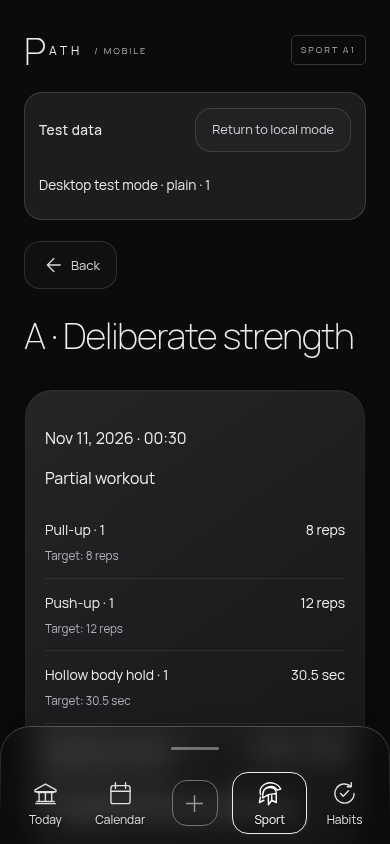 PATH / MOBILE
SPORT A1
Test data
Return to local mode
Desktop test mode · plain · 1
Back
A · Deliberate strength
Nov 11, 2026 · 00:30
Partial workout
Pull-up · 1 8 reps
Target: 8 reps
Push-up · 1 12 reps
Target: 12 reps
Hollow body hold · 1 30.5 sec
Target: 30.5 sec
Today Calendar Sport Habits